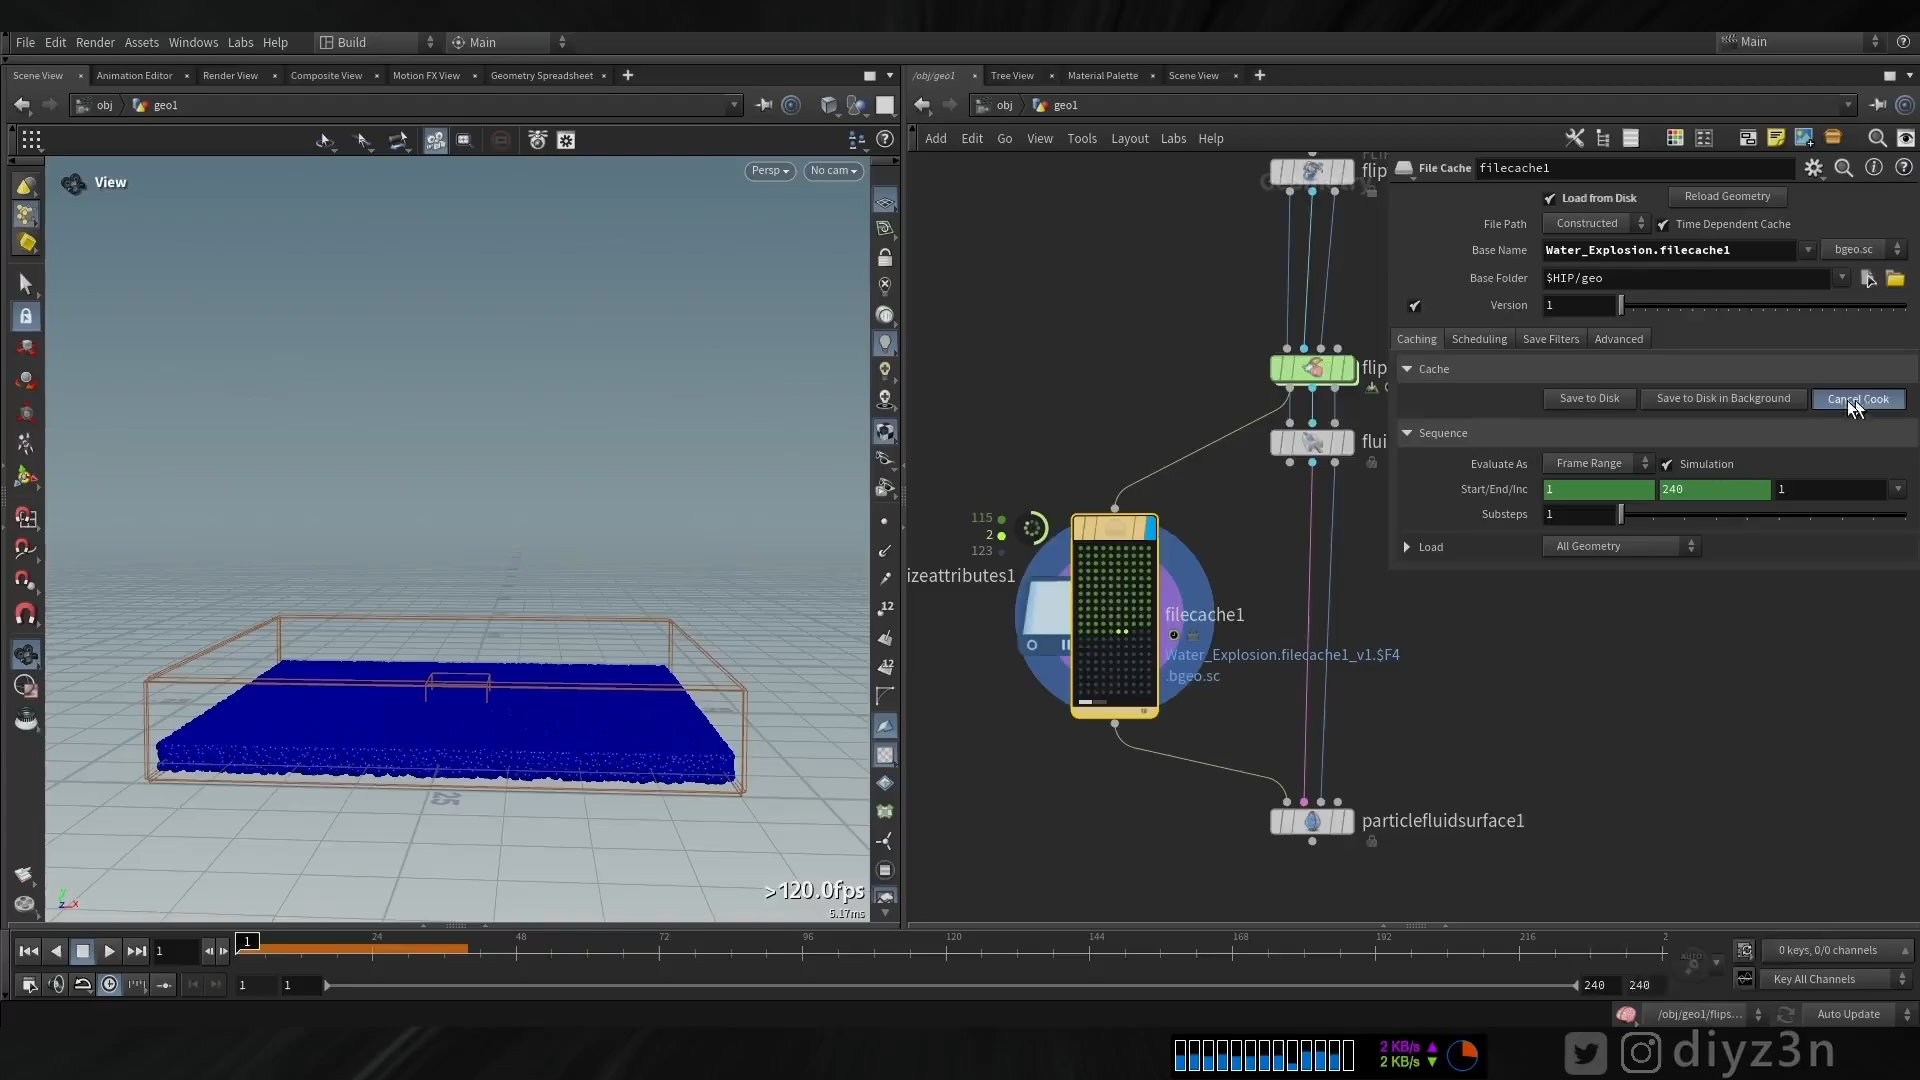 File Edit Render Assets Windows Labs Help Build Main Main
Scene View Animation Editor Render View Composite View Motion FX View Geometry Spreadsheet
/obj/geo1 Tree View Material Palette Scene View
obj geo1
obj geo1
Add Edit Go View Tools Layout Labs Help
View
Persp No cam
flip
File Cache filecache1
Load from Disk Reload Geometry
File Path Constructed Time Dependent Cache
Base Name Water_Explosion.filecache1 bgeo.sc
Base Folder $HIP/geo
Version 1
Caching Scheduling Save Filters Advanced
Cache
Save to Disk Save to Disk in Background Cancel Cook
Sequence
Evaluate As Frame Range Simulation
Start/End/Inc 1 240 1
Substeps 1
Load All Geometry
flip
flui
115
2
123
izeattributes1
filecache1
Water_Explosion.filecache1_v1.$F4
.bgeo.sc
particlefluidsurface1
12
12
25
>120.0fps
5.17ms
1 1 24 48 72 96 120 144 168 192 216 2
0 keys, 0/0 channels
1 1 240 240
Key All Channels
/obj/geo1/flips... Auto Update
2 KB/s
2 KB/s
diyz3n